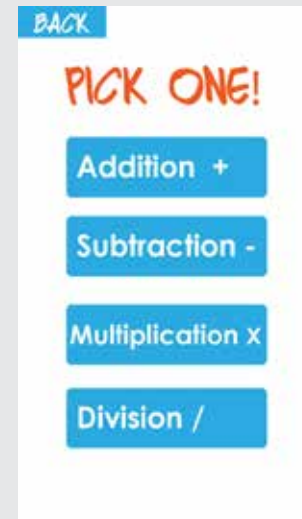 BACK
PICK ONE!
Addition +
Subtraction -
Multiplication x
Division /